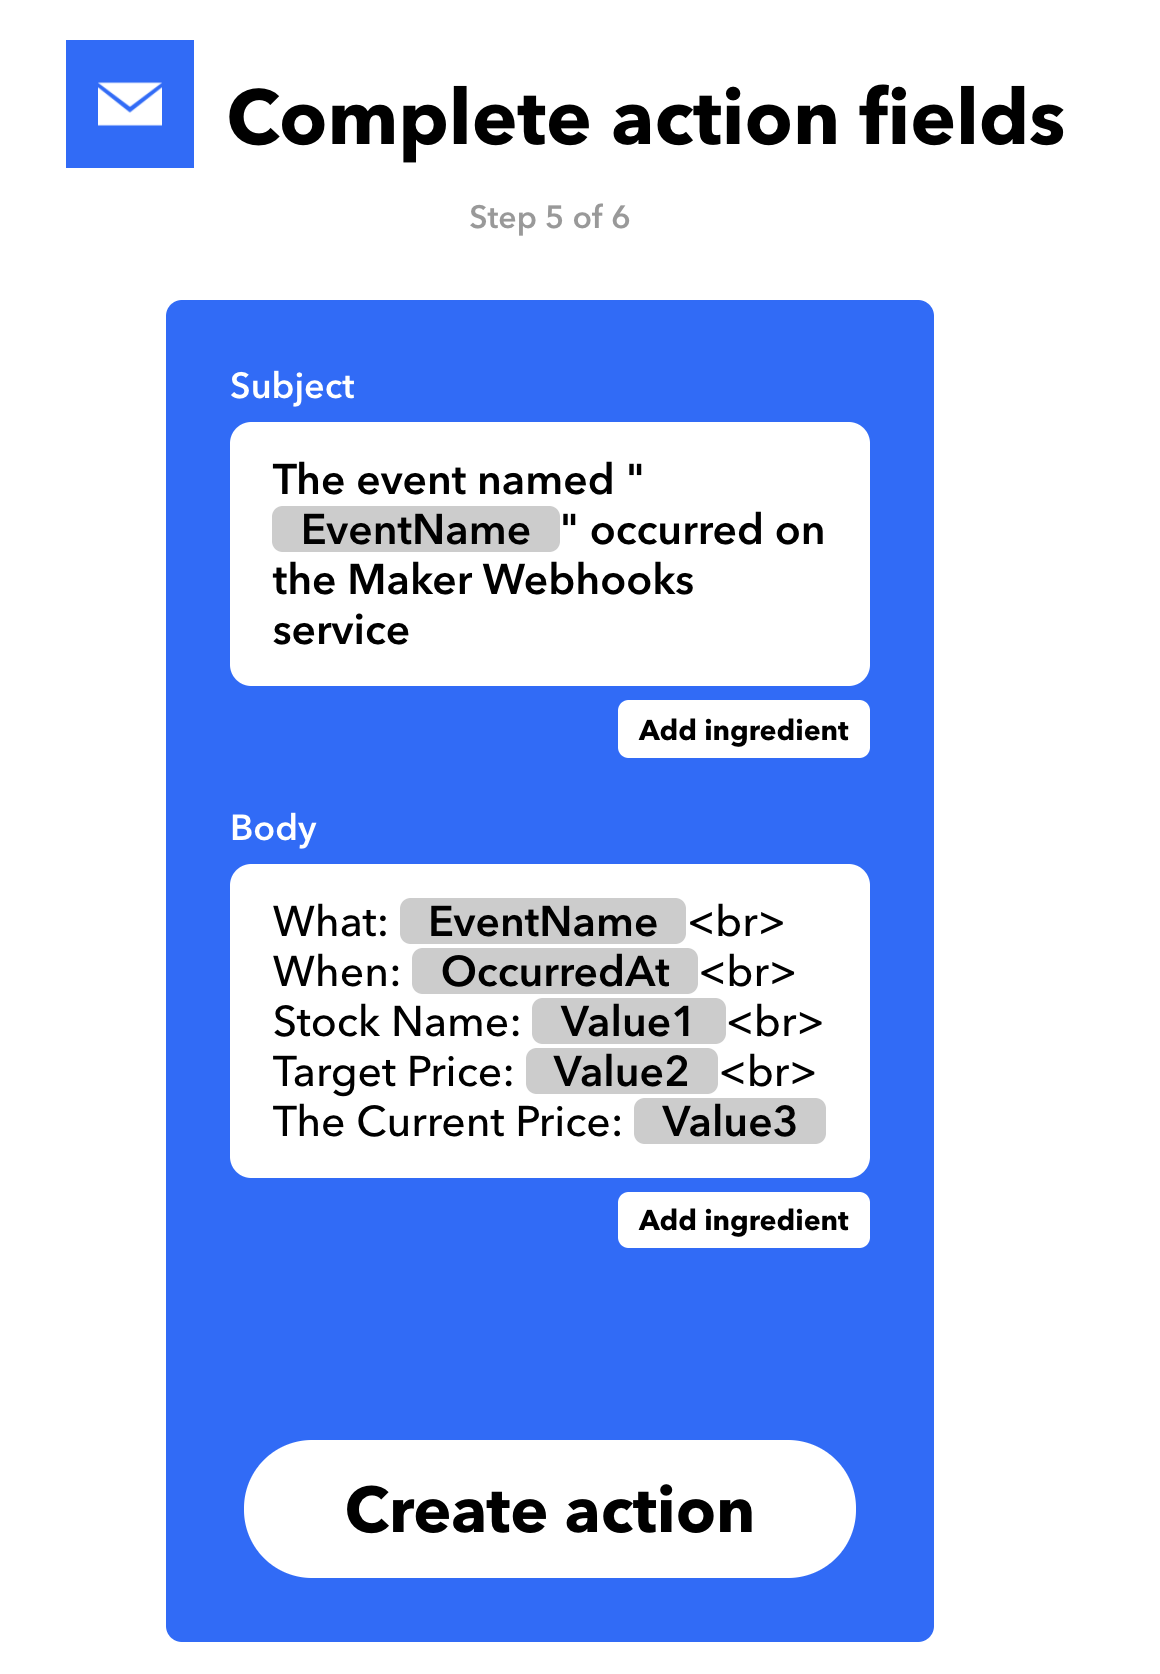 Complete action fields
Step 5 of 6
Subject
The event named "
EventName " occurred on
the Maker Webhooks
service
Add ingredient
Body
What: EventName <br>
When: OccurredAt <br>
Stock Name: Value1 <br>
Target Price: Value2 <br>
The Current Price: Value3
Add ingredient
Create action